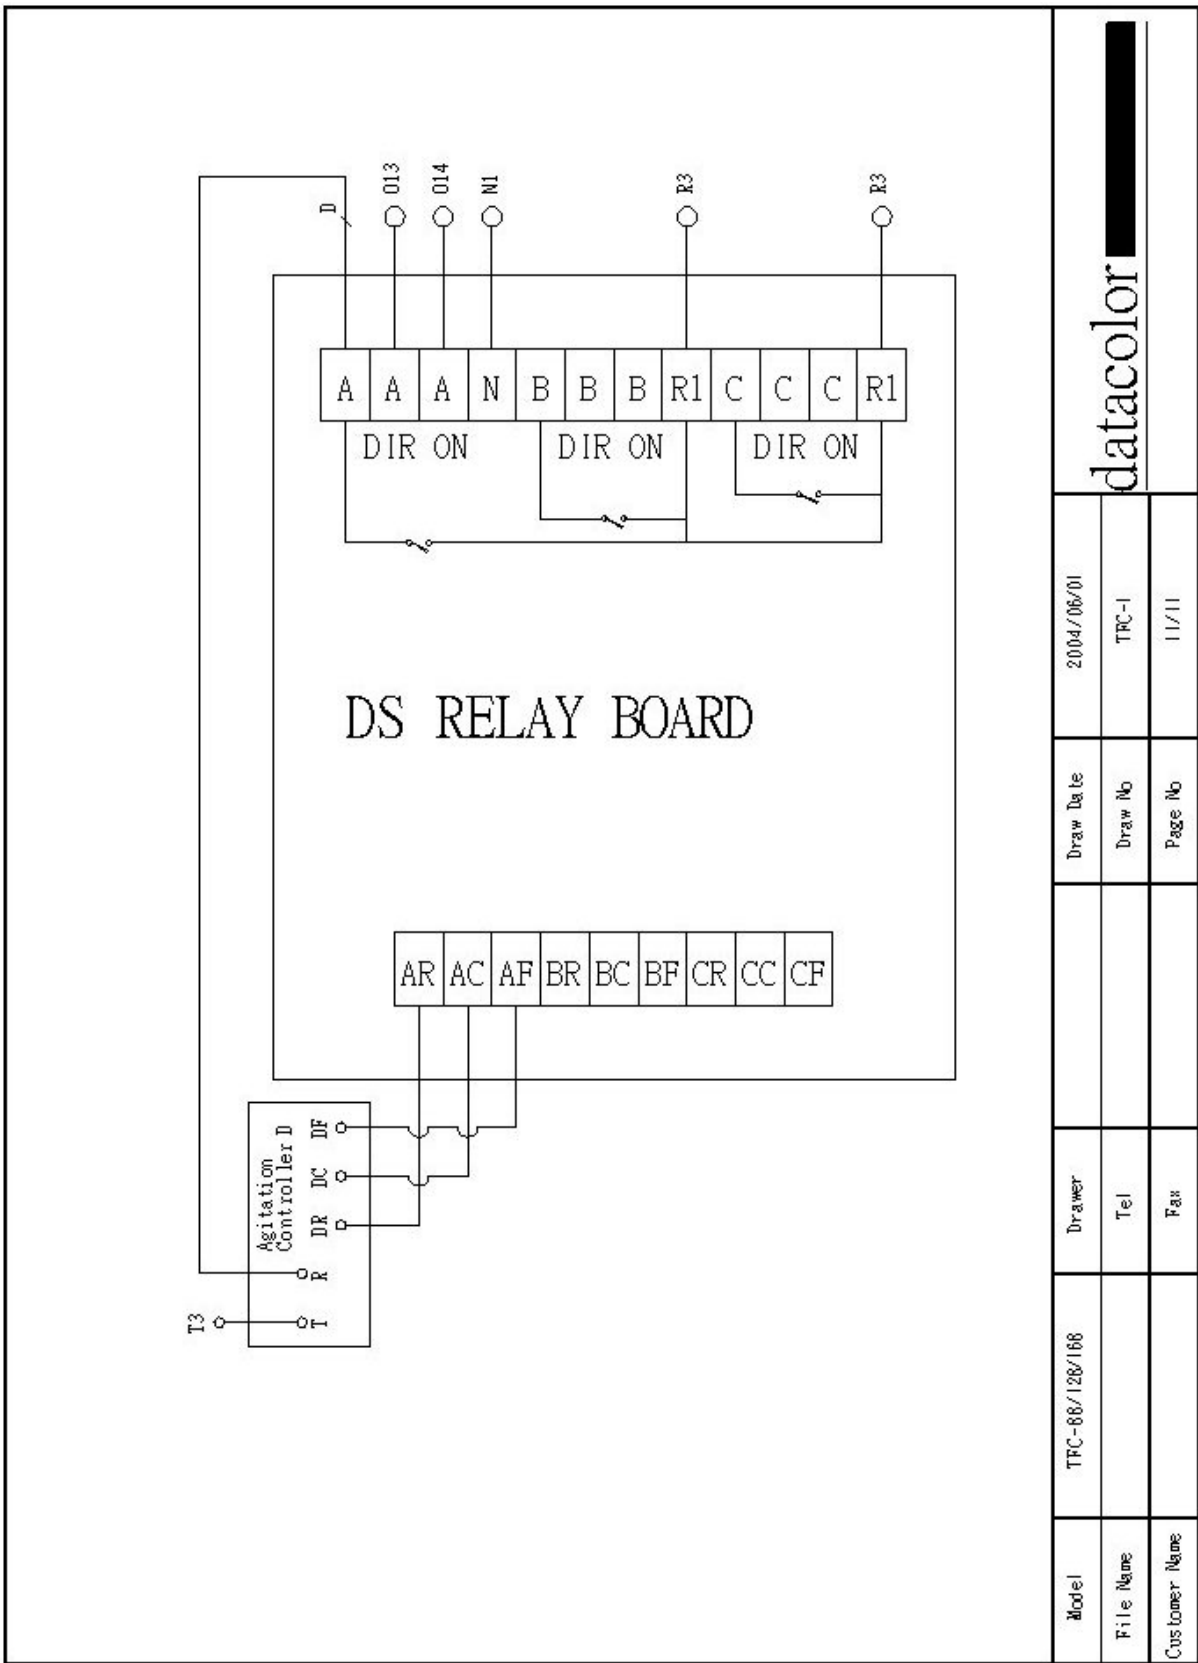 D
O13
O14
N1
R3
R3
A
A
A
N
B
B
B
R1
C
C
C
R1
DIR ON
DIR ON
DIR ON
DS RELAY BOARD
AR
AC
AF
BR
BC
BF
CR
CC
CF
Agitation
Controller D
DR
DC
DF
R
T
T3
datacolor
Model
TFC-88/128/168
Drawer
Draw Date
2004/06/01
File Name
Tel
Draw No
TFC-1
Customer Name
Fax
Page No
11/11